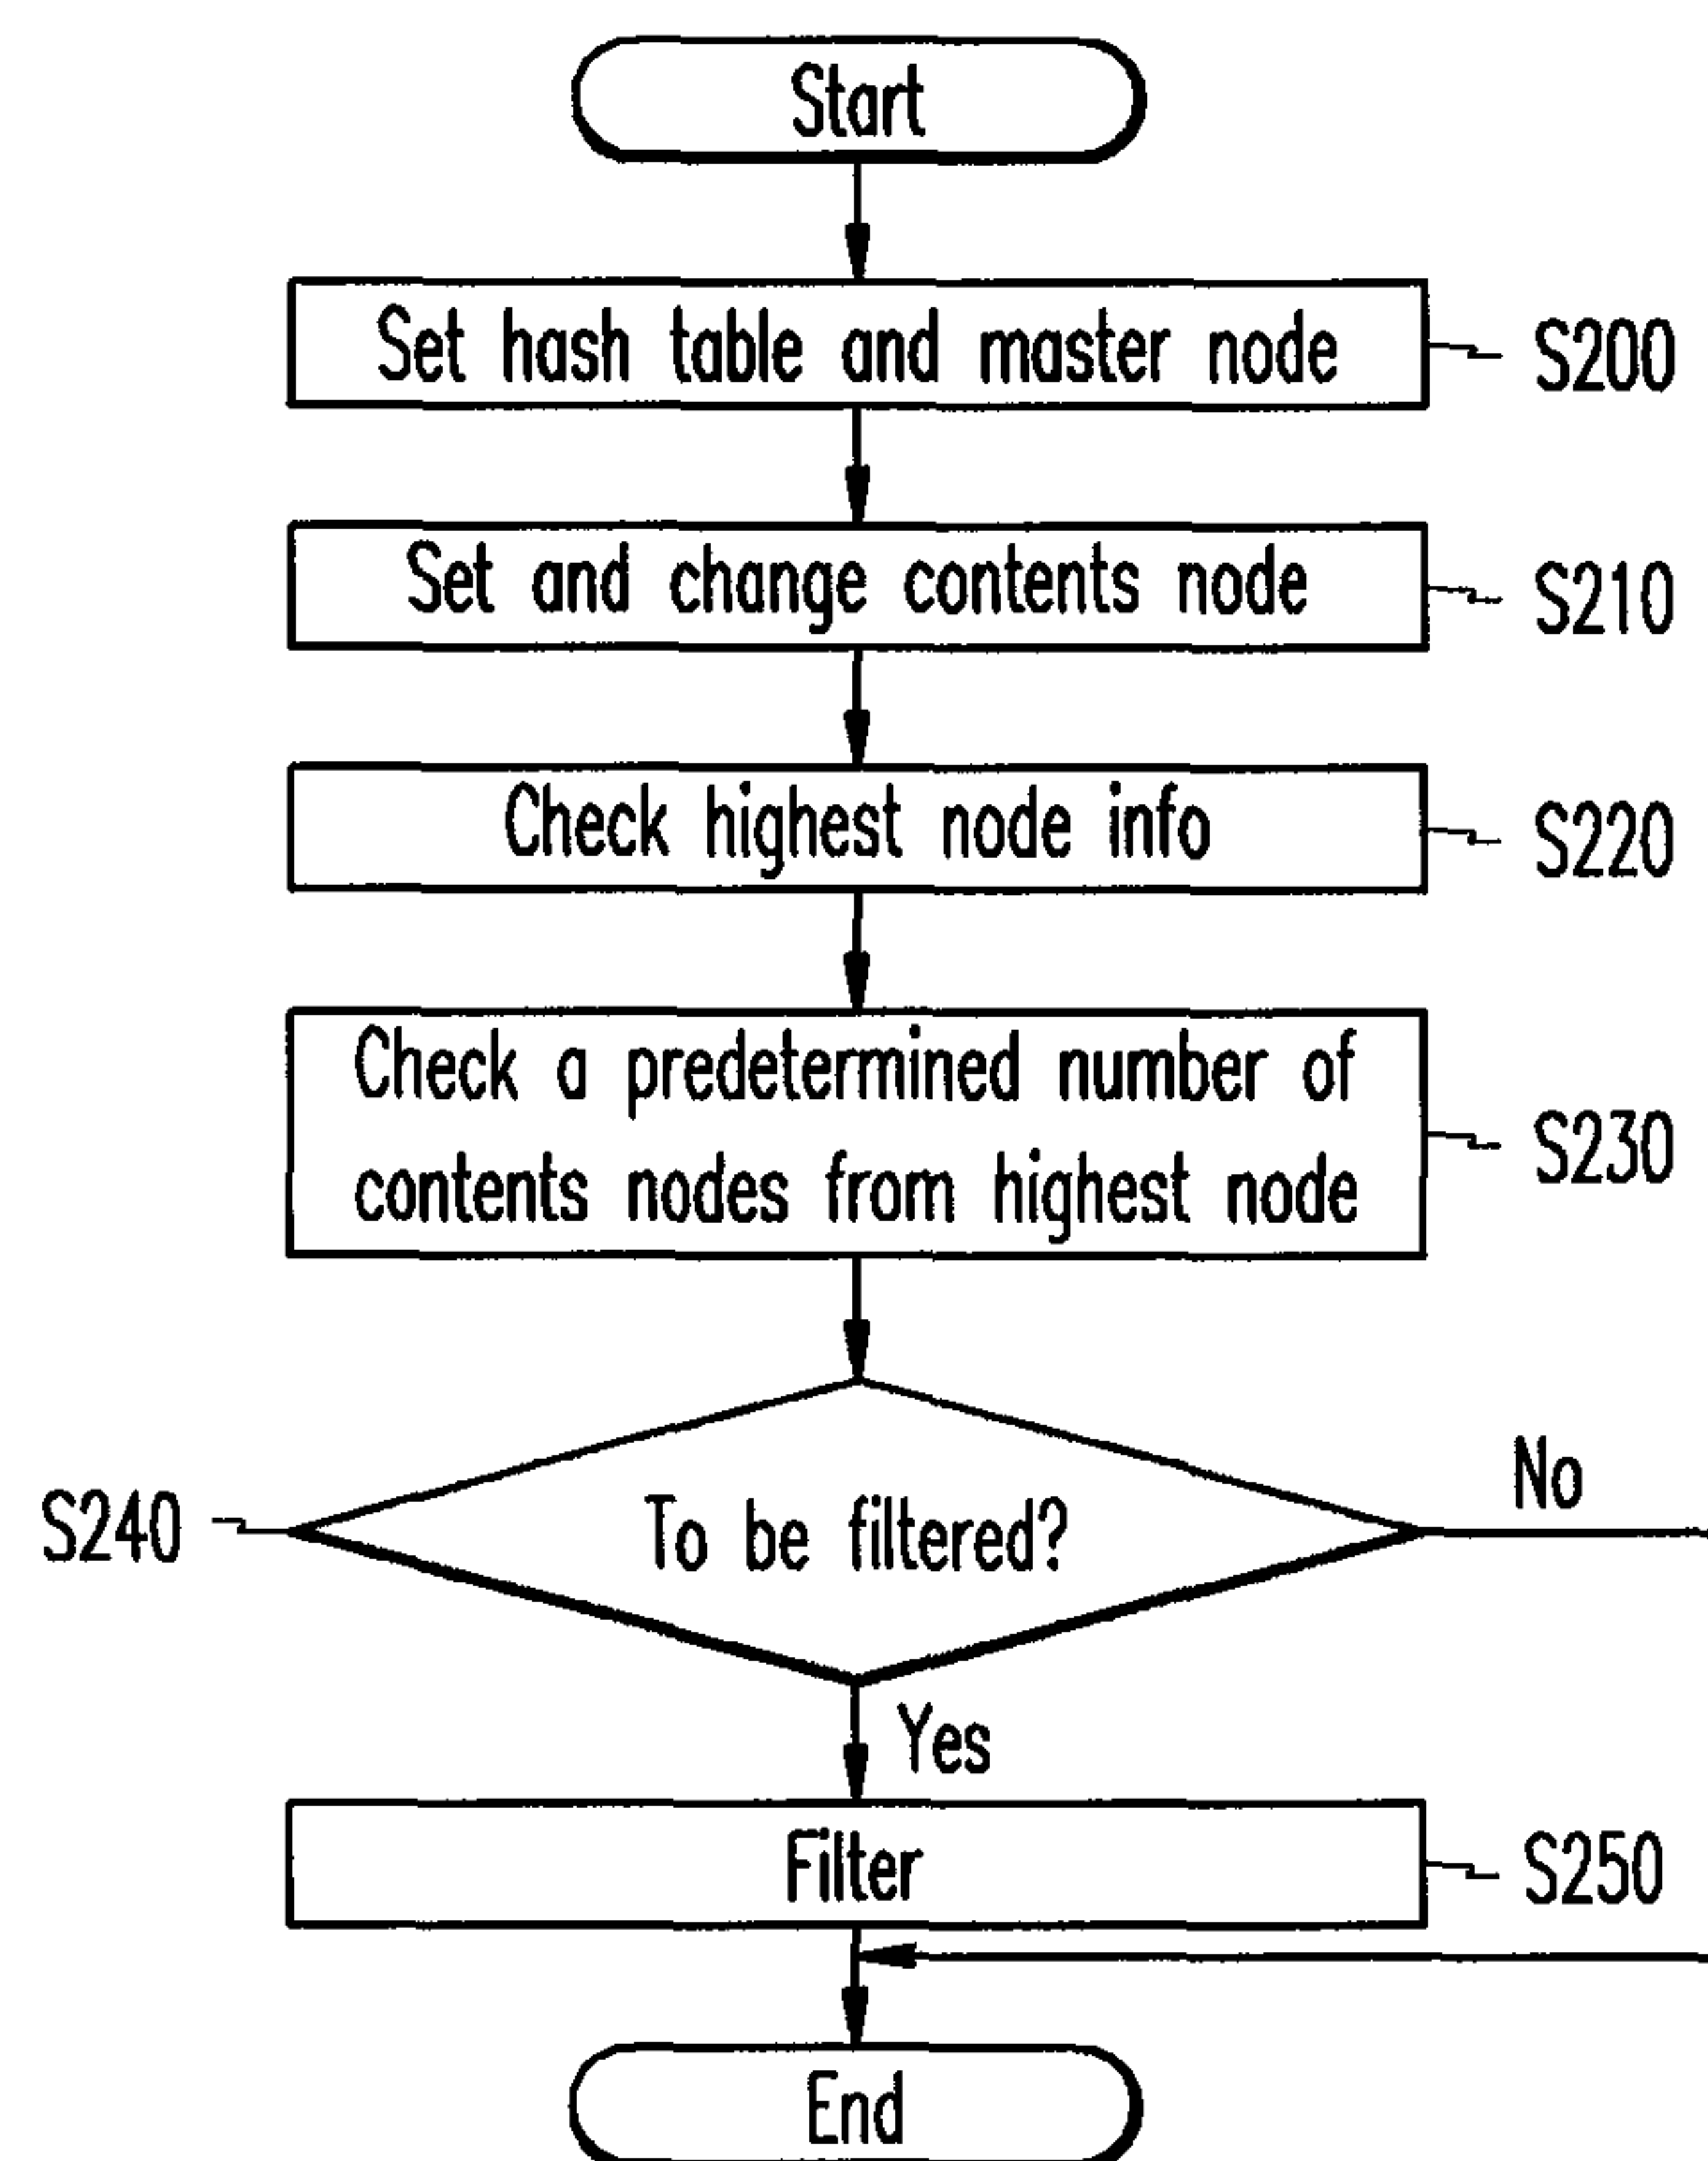 Start
Set hash table and master node
S200
Set and change contents node
S210
Check highest node info
S220
Check a predetermined number of
contents nodes from highest node
S230
S240
To be filtered?
No
Yes
Filter
S250
End